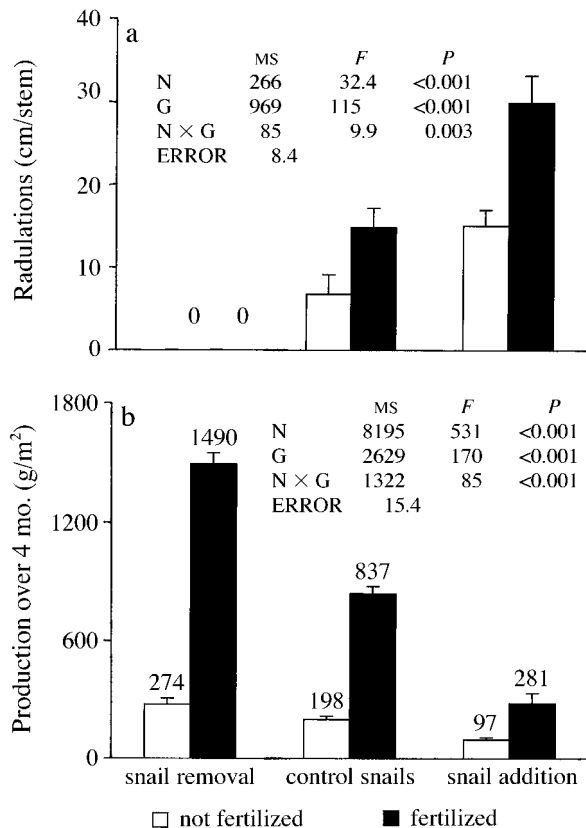 a
MS F P
N 266 32.4 <0.001
G 969 115 <0.001
N × G 85 9.9 0.003
ERROR 8.4
Radulations (cm/stem)
40
30
20
10
0
0 0
b
MS F P
N 8195 531 <0.001
G 2629 170 <0.001
N × G 1322 85 <0.001
ERROR 15.4
Production over 4 mo. (g/m²)
1800
1200
600
0
274 1490
198 837
97 281
snail removal control snails snail addition
not fertilized fertilized